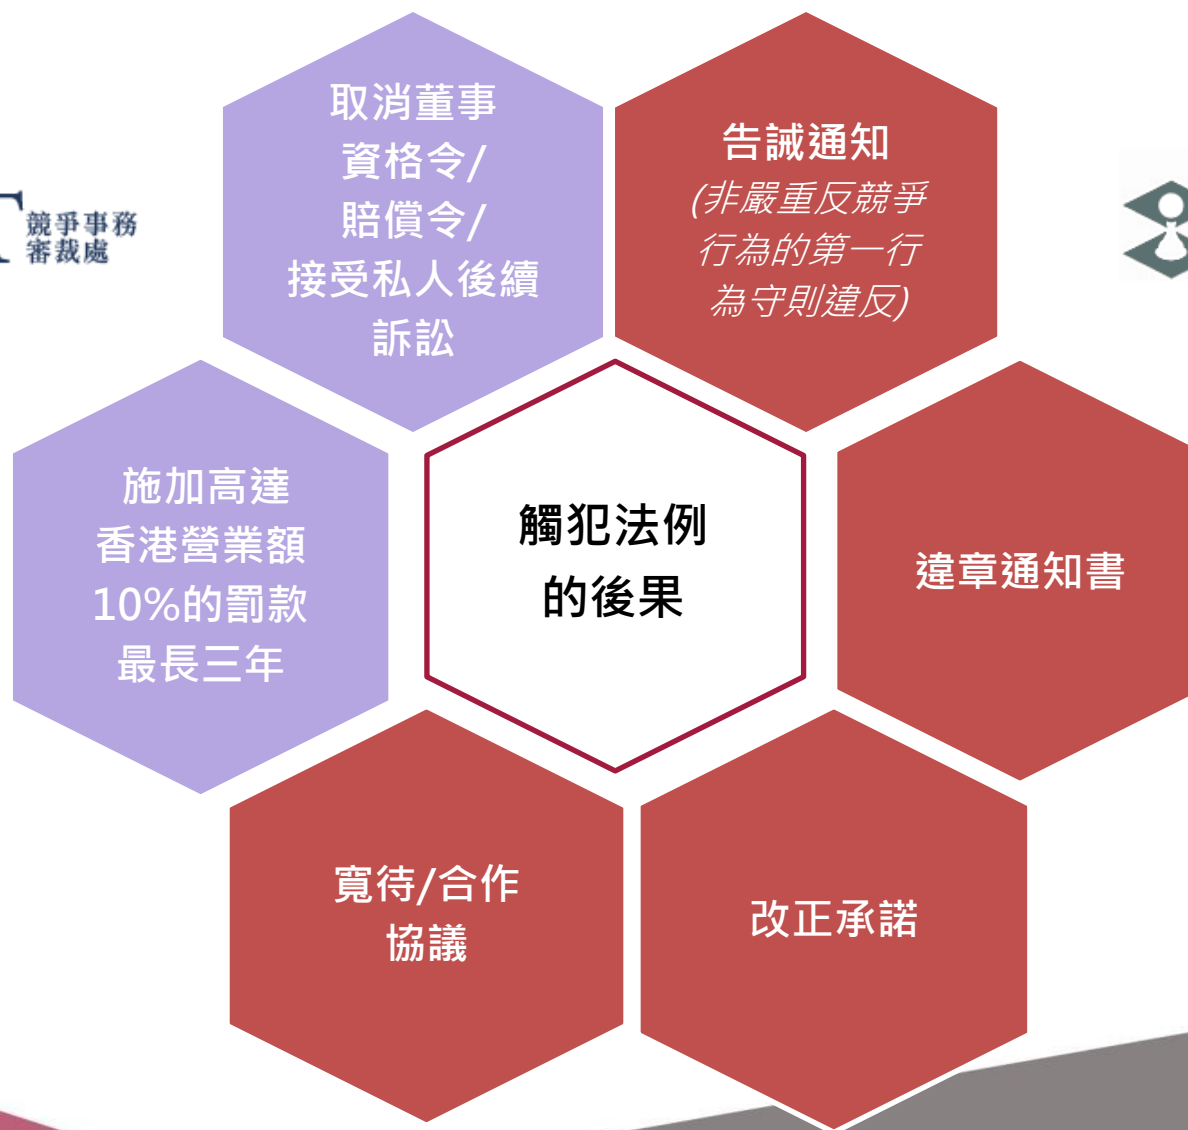 取消董事
資格令/
賠償令/
接受私人後續
訴訟
告誡通知
(非嚴重反競爭
行為的第一行
為守則違反)
競爭事務
審裁處
施加高達
香港營業額
10%的罰款
最長三年
觸犯法例
的後果
違章通知書
寬待/合作
協議
改正承諾